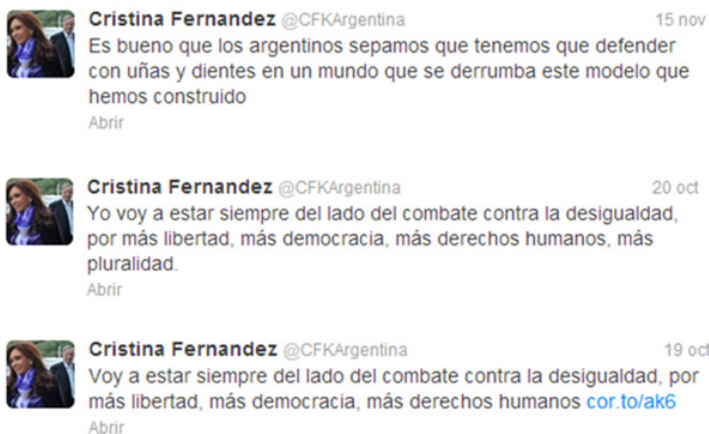 Cristina Fernandez @CFKArgentina 15 nov
Es bueno que los argentinos sepamos que tenemos que defender
con uñas y dientes en un mundo que se derrumba este modelo que
hemos construido
Abrir
Cristina Fernandez @CFKArgentina 20 oct
Yo voy a estar siempre del lado del combate contra la desigualdad,
por más libertad, más democracia, más derechos humanos, más
pluralidad.
Abrir
Cristina Fernandez @CFKArgentina 19 oct
Voy a estar siempre del lado del combate contra la desigualdad, por
más libertad, más democracia, más derechos humanos cor.to/ak6
Abrir